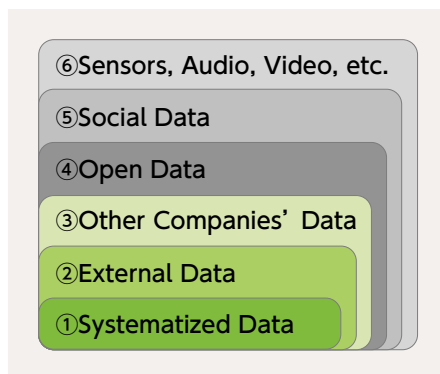 ⑥Sensors, Audio, Video, etc.
⑤Social Data
④Open Data
③Other Companies’ Data
②External Data
①Systematized Data